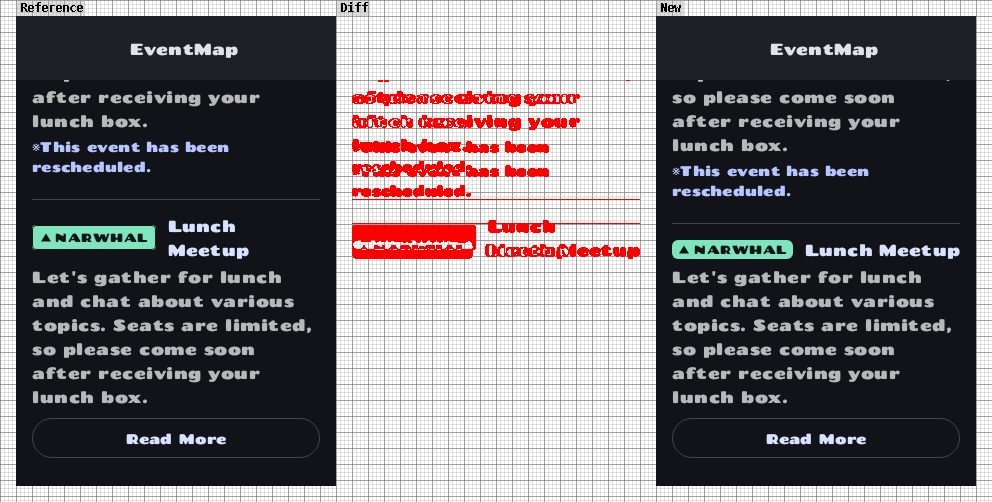 Reference
EventMap
after receiving your
lunch box.
※This event has been
rescheduled.
▲NARWHAL
Lunch
Meetup
Let's gather for lunch
and chat about various
topics. Seats are limited,
so please come soon
after receiving your
lunch box.
Read More
Diff
rescheduled.
Lunch
New
EventMap
so please come soon
after receiving your
lunch box.
※This event has been
rescheduled.
▲NARWHAL Lunch Meetup
Let's gather for lunch
and chat about various
topics. Seats are limited,
so please come soon
after receiving your
lunch box.
Read More